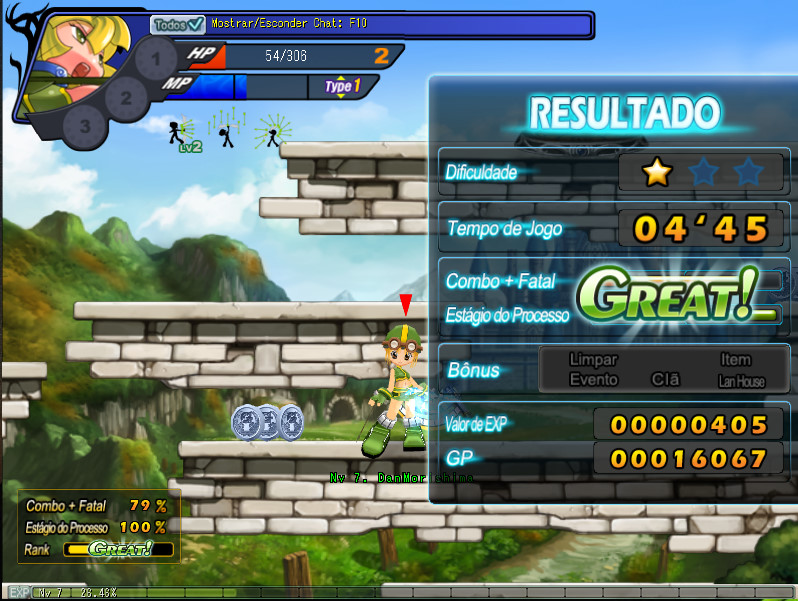 Todos Mostrar/Esconder Chat: F10
HP 54/306 2
MP Type 1
1
2
3
Lv2
RESULTADO
Dificuldade
Tempo de Jogo 04‘45
Combo + Fatal
Estágio do Processo
GREAT!
Bônus
Limpar Evento
Clã
Item Lan House
Valor de EXP 00000405
GP 00016067
Nv 7. DanMorishima
Combo + Fatal 79 %
Estágio do Processo 100 %
Rank GREAT!
EXP Nv 7 28.46%